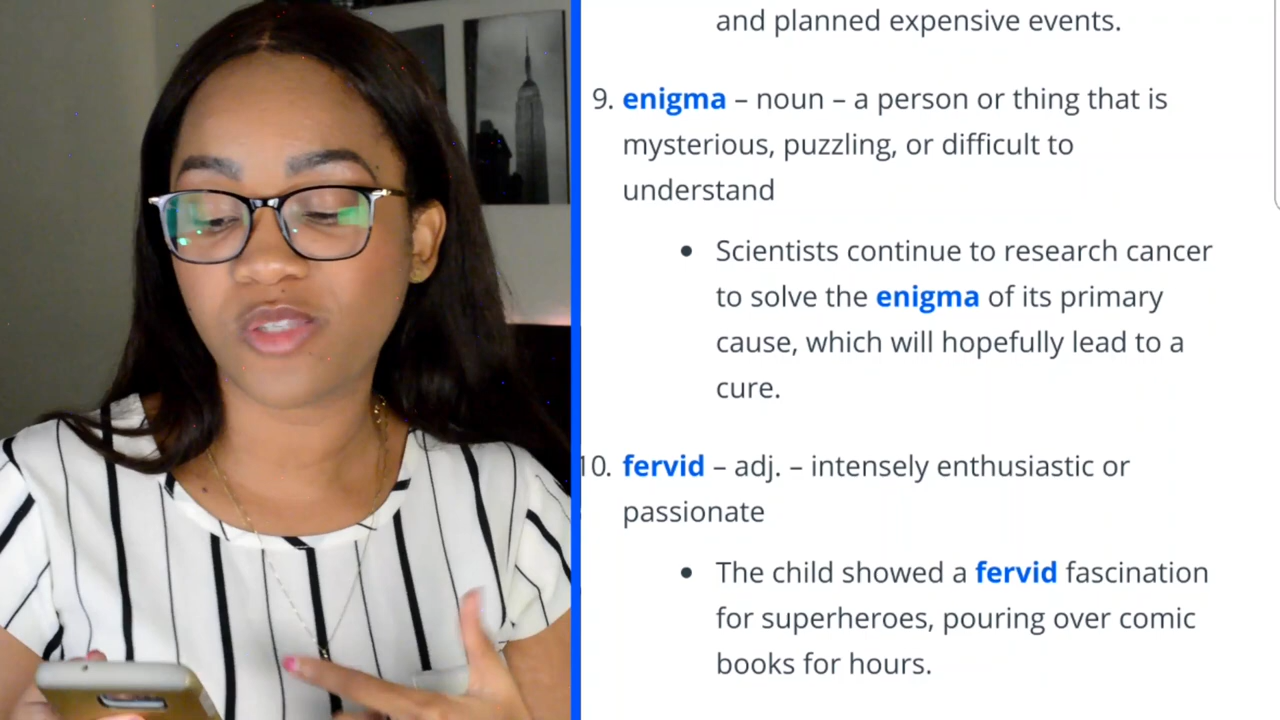 and planned expensive events.
9. enigma – noun – a person or thing that is
mysterious, puzzling, or difficult to
understand
• Scientists continue to research cancer
to solve the enigma of its primary
cause, which will hopefully lead to a
cure.
10. fervid – adj. – intensely enthusiastic or
passionate
• The child showed a fervid fascination
for superheroes, pouring over comic
books for hours.